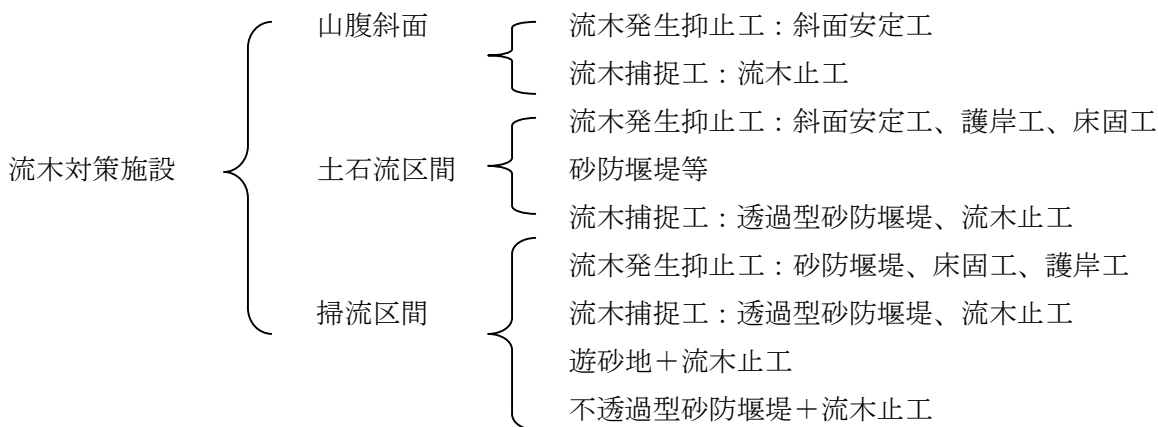 流木対策施設
山腹斜面
流木発生抑止工：斜面安定工
流木捕捉工：流木止工
土石流区間
流木発生抑止工：斜面安定工、護岸工、床固工
砂防堰堤等
流木捕捉工：透過型砂防堰堤、流木止工
掃流区間
流木発生抑止工：砂防堰堤、床固工、護岸工
流木捕捉工：透過型砂防堰堤、流木止工
遊砂地＋流木止工
不透過型砂防堰堤＋流木止工